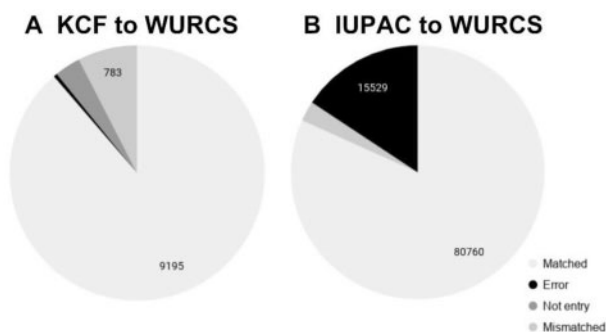 A KCF to WURCS
B IUPAC to WURCS
783
9195
15529
80760
Matched
Error
Not entry
Mismatched